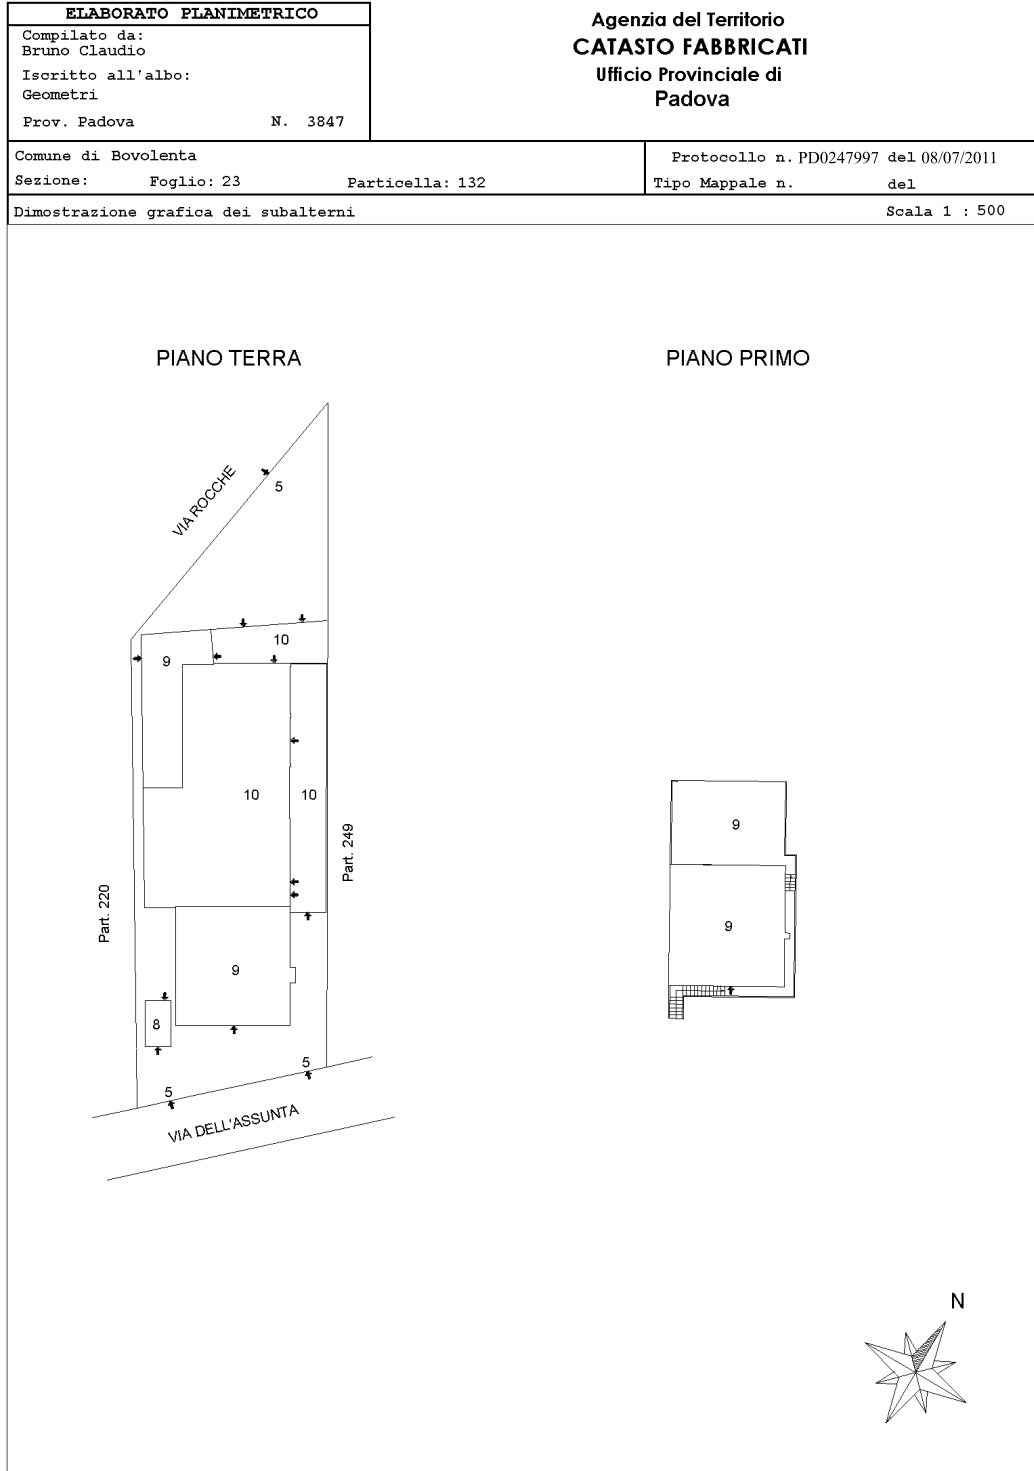 ELABORATO PLANIMETRICO
Compilato da:
Bruno Claudio
Iscritto all'albo:
Geometri
Prov. Padova N. 3847
Agenzia del Territorio
CATASTO FABBRICATI
Ufficio Provinciale di
Padova
Comune di Bovolenta
Sezione: Foglio: 23 Particella: 132
Protocollo n. PD0247997 del 08/07/2011
Tipo Mappale n. del
Dimostrazione grafica dei subalterni
Scala 1 : 500
PIANO TERRA
PIANO PRIMO
VIA ROCCHE
5
10
9
10
10
Part. 249
Part. 220
9
8
5
5
VIA DELL'ASSUNTA
9
9
N